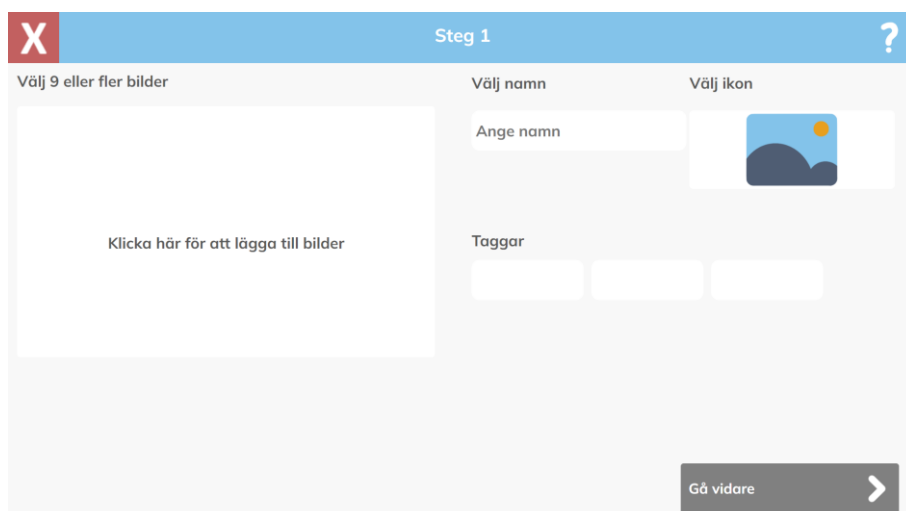 X
Steg 1
?
Välj 9 eller fler bilder
Klicka här för att lägga till bilder
Välj namn
Ange namn
Välj ikon
Taggar
Gå vidare